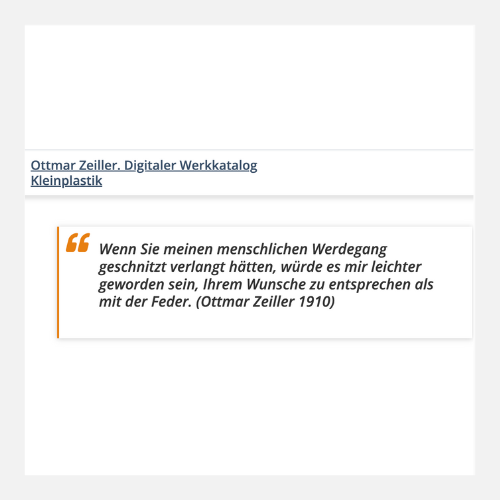 Ottmar Zeiller. Digitaler Werkkatalog
Kleinplastik
❝ Wenn Sie meinen menschlichen Werdegang
geschnitzt verlangt hätten, würde es mir leichter
geworden sein, Ihrem Wunsche zu entsprechen als
mit der Feder. (Ottmar Zeiller 1910)